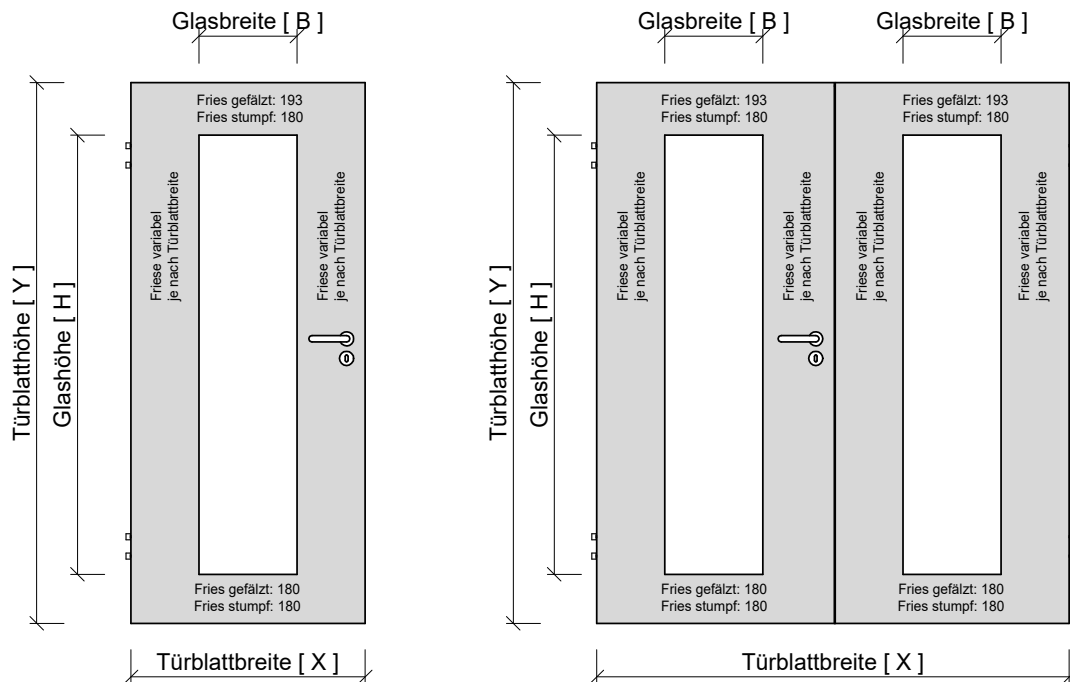 Glasbreite [ B ]
Fries gefälzt: 193
Fries stumpf: 180
Friese variabel
je nach Türblattbreite
Friese variabel
je nach Türblattbreite
Türblatthöhe [ Y ]
Glashöhe [ H ]
Fries gefälzt: 180
Fries stumpf: 180
Türblattbreite [ X ]
Glasbreite [ B ]
Glasbreite [ B ]
Fries gefälzt: 193
Fries stumpf: 180
Fries gefälzt: 193
Fries stumpf: 180
Friese variabel
je nach Türblattbreite
Friese variabel
je nach Türblattbreite
Friese variabel
je nach Türblattbreite
Friese variabel
je nach Türblattbreite
Türblatthöhe [ Y ]
Glashöhe [ H ]
Fries gefälzt: 180
Fries stumpf: 180
Fries gefälzt: 180
Fries stumpf: 180
Türblattbreite [ X ]